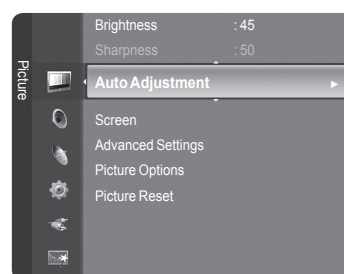 Picture
Brightness : 45
Sharpness : 50
Auto Adjustment ►
Screen
Advanced Settings
Picture Options
Picture Reset